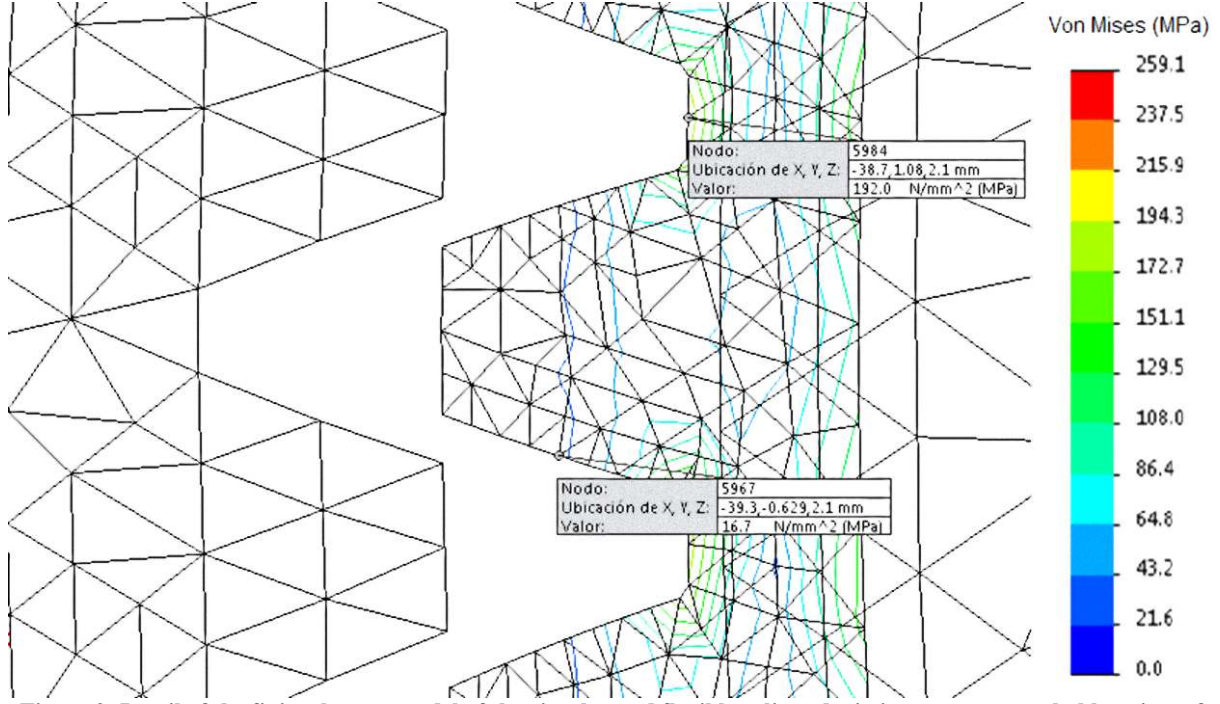 Von Mises (MPa)
259.1
237.5
215.9
194.3
172.7
151.1
129.5
108.0
86.4
64.8
43.2
21.6
0.0
Nodo: 5984
Ubicación de X, Y, Z: -38.7,1.08,2.1 mm
Valor: 192.0 N/mm^2 (MPa)
Nodo: 5967
Ubicación de X, Y, Z: -39.3,-0.629,2.1 mm
Valor: 16.7 N/mm^2 (MPa)